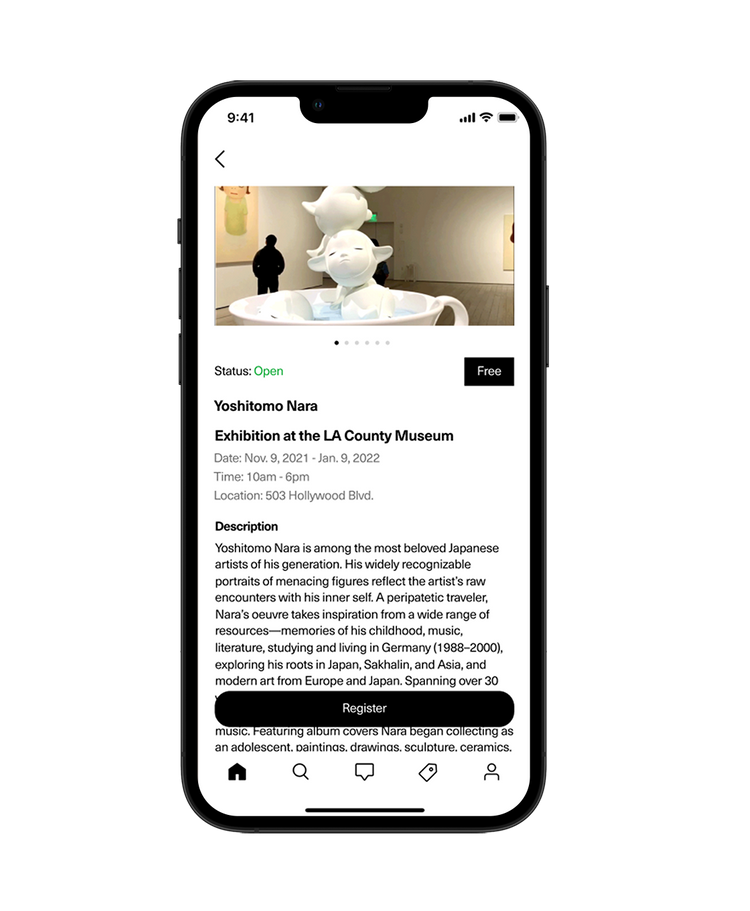 9:41
Status: Open
Free
Yoshitomo Nara
Exhibition at the LA County Museum
Date: Nov. 9, 2021 - Jan. 9, 2022
Time: 10am - 6pm
Location: 503 Hollywood Blvd.
Description
Yoshitomo Nara is among the most beloved Japanese
artists of his generation. His widely recognizable
portraits of menacing figures reflect the artist's raw
encounters with his inner self. A peripatetic traveler,
Nara's oeuvre takes inspiration from a wide range of
resources—memories of his childhood, music,
literature, studying and living in Germany (1988–2000),
exploring his roots in Japan, Sakhalin, and Asia, and
modern art from Europe and Japan. Spanning over 30
Register
music. Featuring album covers Nara began collecting as
an adolescent, paintings, drawings, sculpture, ceramics,